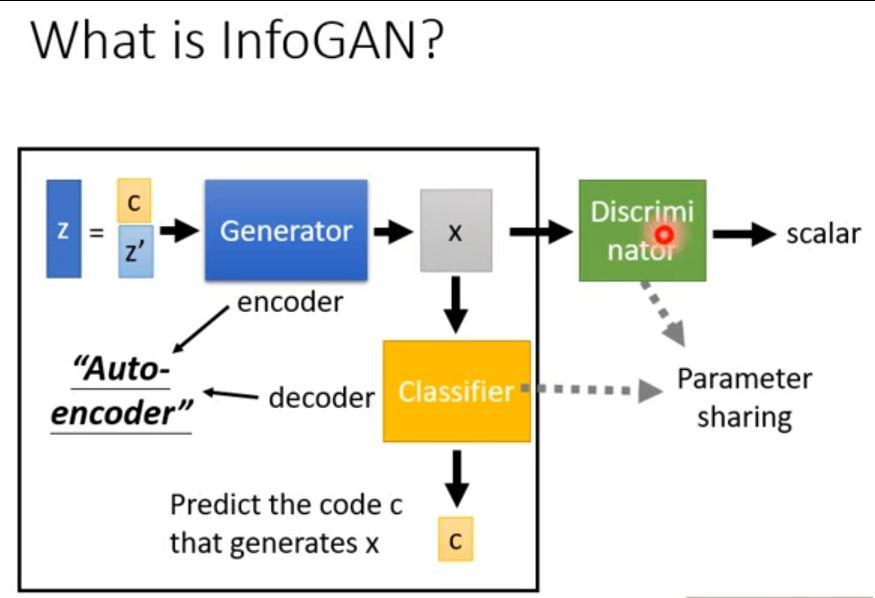 What is InfoGAN?
z
=
c
z’
Generator
x
Discrimi
nator
scalar
encoder
“Auto-
encoder”
decoder
Classifier
Parameter
sharing
Predict the code c
that generates x
c